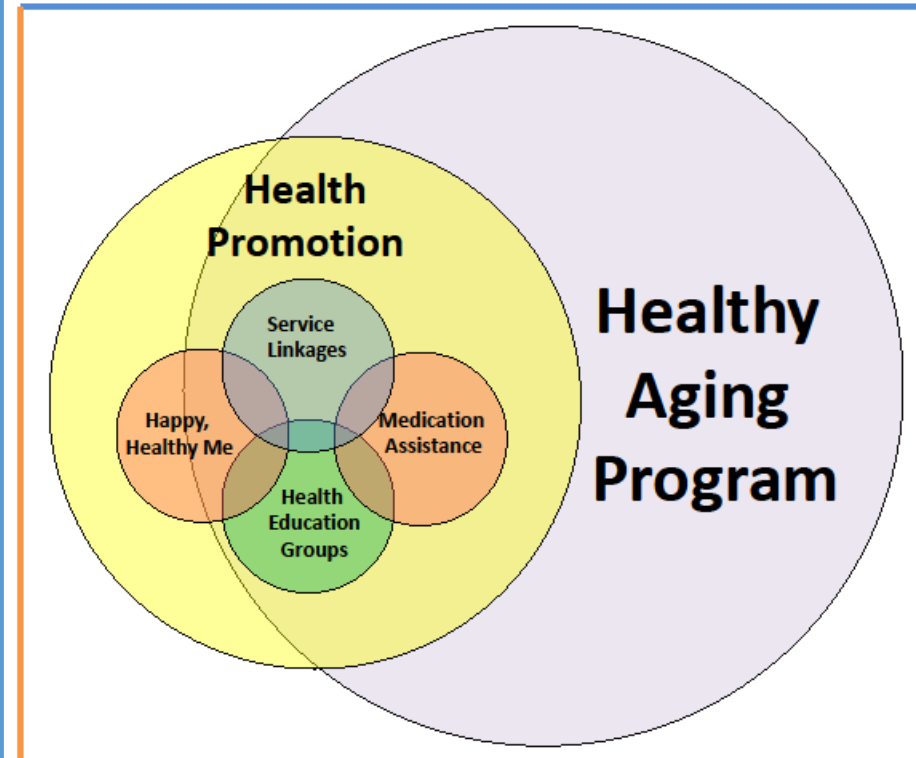 Health
Promotion
Service
Linkages
Happy,
Healthy Me
Medication
Assistance
Health
Education
Groups
Healthy
Aging
Program